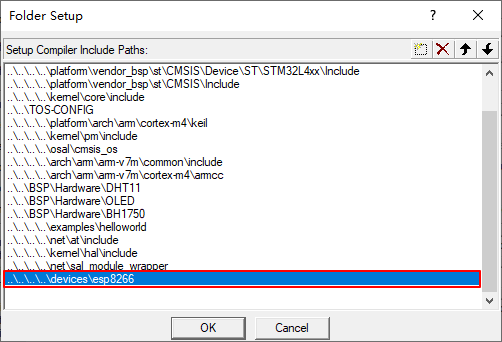 Folder Setup
?
Setup Compiler Include Paths:
..\..\..\..\platform\vendor_bsp\st\CMSIS\Device\ST\STM32L4xx\Include
..\..\..\..\platform\vendor_bsp\st\CMSIS\Include
..\..\..\..\kernel\core\include
..\..\TOS-CONFIG
..\..\..\..\platform\arch\arm\cortex-m4\keil
..\..\..\..\kernel\pm\include
..\..\..\..\osal\cmsis_os
..\..\..\..\arch\arm\arm-v7m\common\include
..\..\..\..\arch\arm\arm-v7m\cortex-m4\armcc
..\..\BSP\Hardware\DHT11
..\..\BSP\Hardware\OLED
..\..\BSP\Hardware\BH1750
..\..\..\..\examples\helloworld
..\..\..\..\net\at\include
..\..\..\..\kernel\hal\include
..\..\..\..\net\sal_module_wrapper
..\..\..\..\devices\esp8266
OK
Cancel